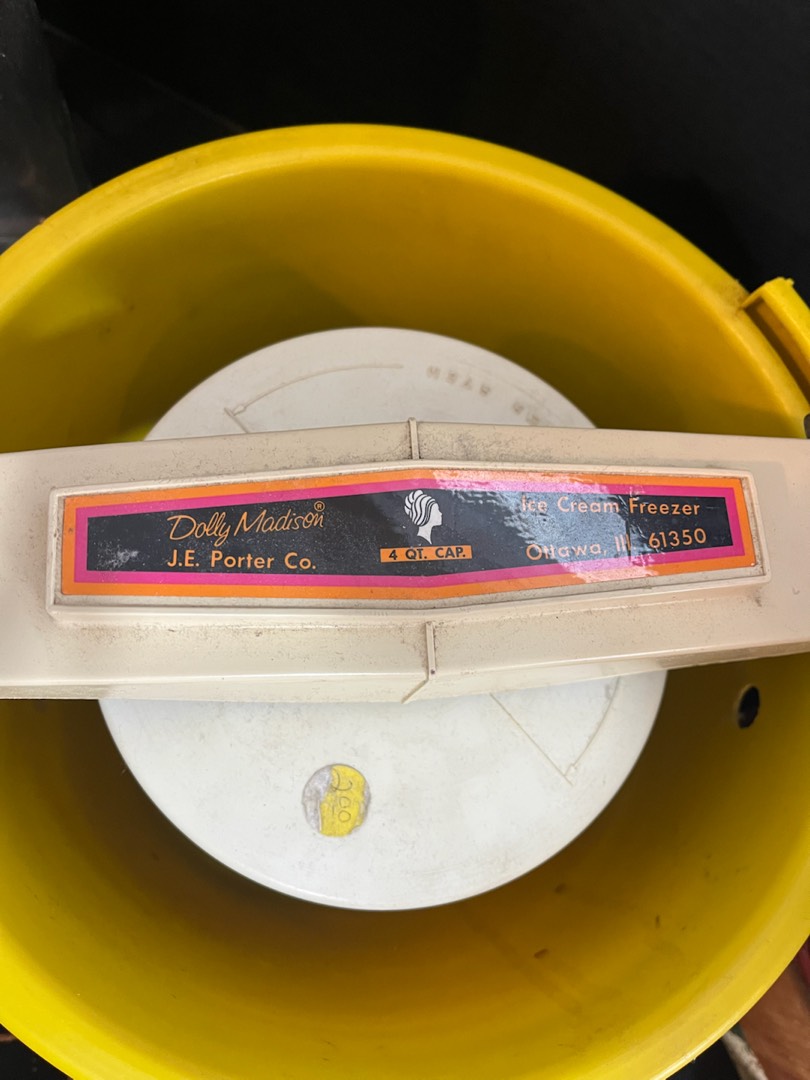 Dolly Madison®
J.E. Porter Co.
4 QT. CAP.
Ice Cream Freezer
Ottawa, Ill. 61350